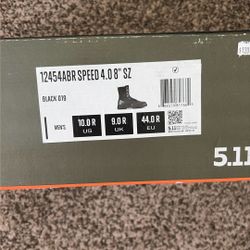 12454ABR SPEED 4.0 8" SZ
BLACK 019
MEN'S
10.0 R
9.0 R
44.0 R
UG
UK
EU
5.11